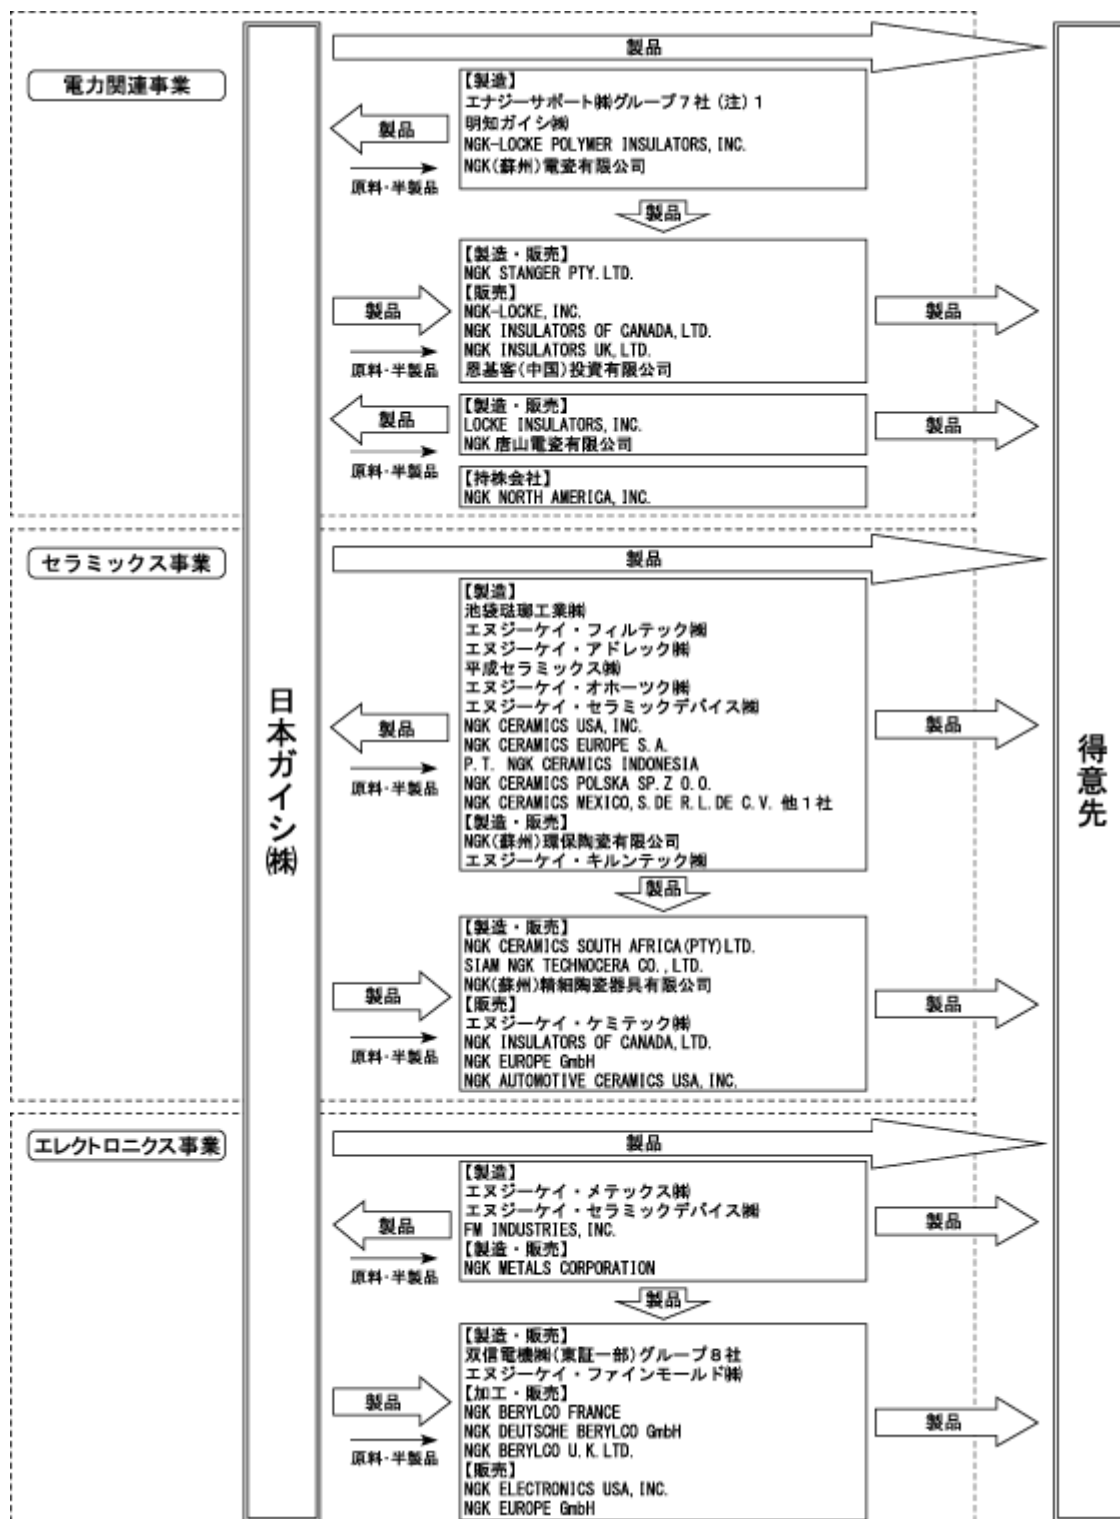 製品
電力関連事業
【製造】
エナジーサポート㈱グループ7社(注)1
明知ガイシ㈱
NGK-LOCKE POLYMER INSULATORS, INC.
NGK(蘇州)電瓷有限公司
製品
原料・半製品
製品
【製造・販売】
NGK STANGER PTY. LTD.
【販売】
NGK-LOCKE, INC.
NGK INSULATORS OF CANADA, LTD.
NGK INSULATORS UK, LTD.
恩基客(中国)投資有限公司
製品
原料・半製品
製品
【製造・販売】
LOCKE INSULATORS, INC.
NGK唐山電瓷有限公司
製品
原料・半製品
製品
【持株会社】
NGK NORTH AMERICA, INC.
セラミックス事業
製品
【製造】
池袋琺瑯工業㈱
エヌジーケイ・フィルテック㈱
エヌジーケイ・アドレック㈱
平成セラミックス㈱
エヌジーケイ・オホーツク㈱
エヌジーケイ・セラミックデバイス㈱
NGK CERAMICS USA, INC.
NGK CERAMICS EUROPE S.A.
P.T. NGK CERAMICS INDONESIA
NGK CERAMICS POLSKA SP. Z O.O.
NGK CERAMICS MEXICO, S. DE R.L. DE C.V. 他1社
【製造・販売】
NGK(蘇州)環保陶瓷有限公司
エヌジーケイ・キルンテック㈱
製品
原料・半製品
製品
日本ガイシ㈱
得意先
製品
【製造・販売】
NGK CERAMICS SOUTH AFRICA(PTY)LTD.
SIAM NGK TECHNOCERA CO., LTD.
NGK(蘇州)精細陶瓷器具有限公司
【販売】
エヌジーケイ・ケミテック㈱
NGK INSULATORS OF CANADA, LTD.
NGK EUROPE GmbH
NGK AUTOMOTIVE CERAMICS USA, INC.
製品
原料・半製品
製品
エレクトロニクス事業
製品
【製造】
エヌジーケイ・メテックス㈱
エヌジーケイ・セラミックデバイス㈱
FM INDUSTRIES, INC.
【製造・販売】
NGK METALS CORPORATION
製品
原料・半製品
製品
製品
【製造・販売】
双信電機㈱(東証一部)グループ8社
エヌジーケイ・ファインモールド㈱
【加工・販売】
NGK BERYLCO FRANCE
NGK DEUTSCHE BERYLCO GmbH
NGK BERYLCO U.K. LTD.
【販売】
NGK ELECTRONICS USA, INC.
NGK EUROPE GmbH
製品
原料・半製品
製品